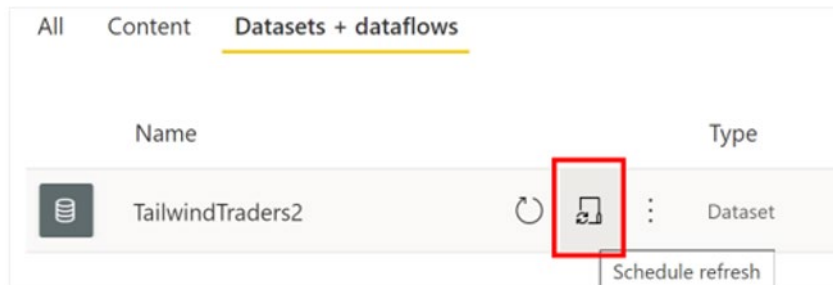 All Content Datasets + dataflows
Name Type
TailwindTraders2 Dataset
Schedule refresh